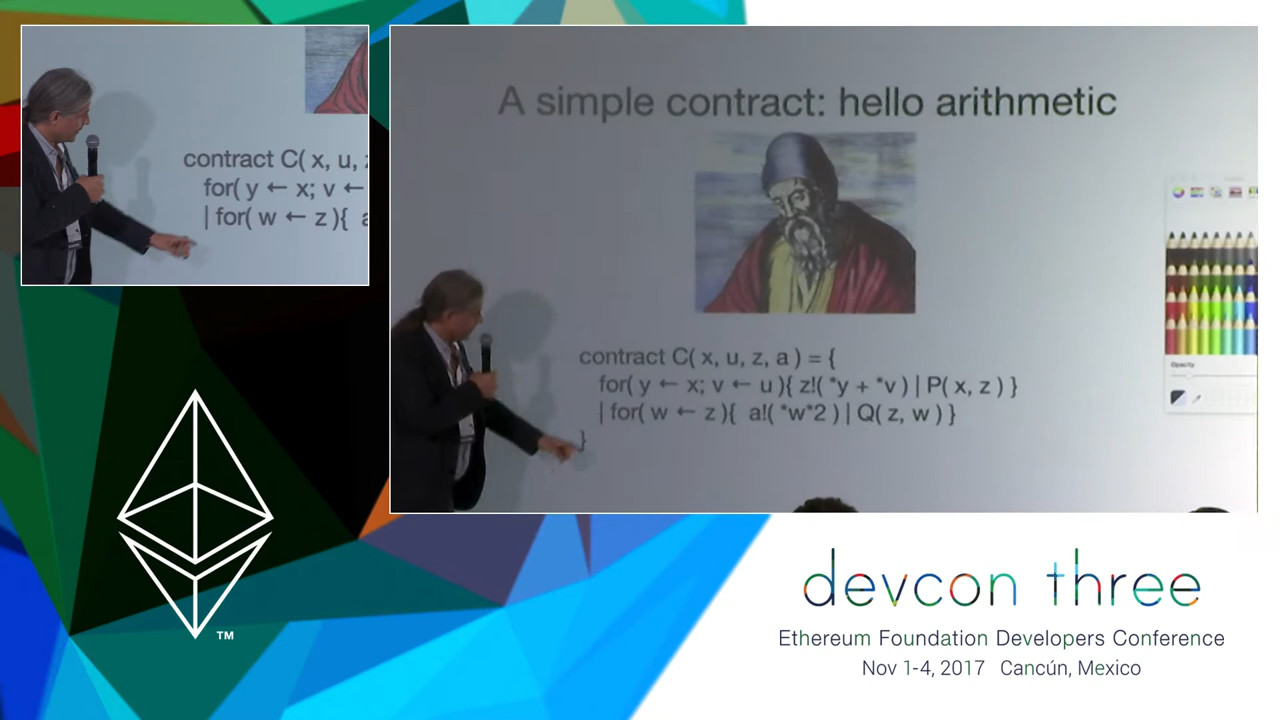 contract C( x, u,
for( y ← x; v ←
| for( w ← z ){
A simple contract: hello arithmetic
contract C( x, u, z, a ) = {
for( y ← x; v ← u ){ z!( *y + *v ) | P( x, z ) }
| for( w ← z ){ a!( *w*2 ) | Q( z, w ) }
}
Opacity
TM
devcon three
Ethereum Foundation Developers Conference
Nov 1-4, 2017 Cancún, Mexico